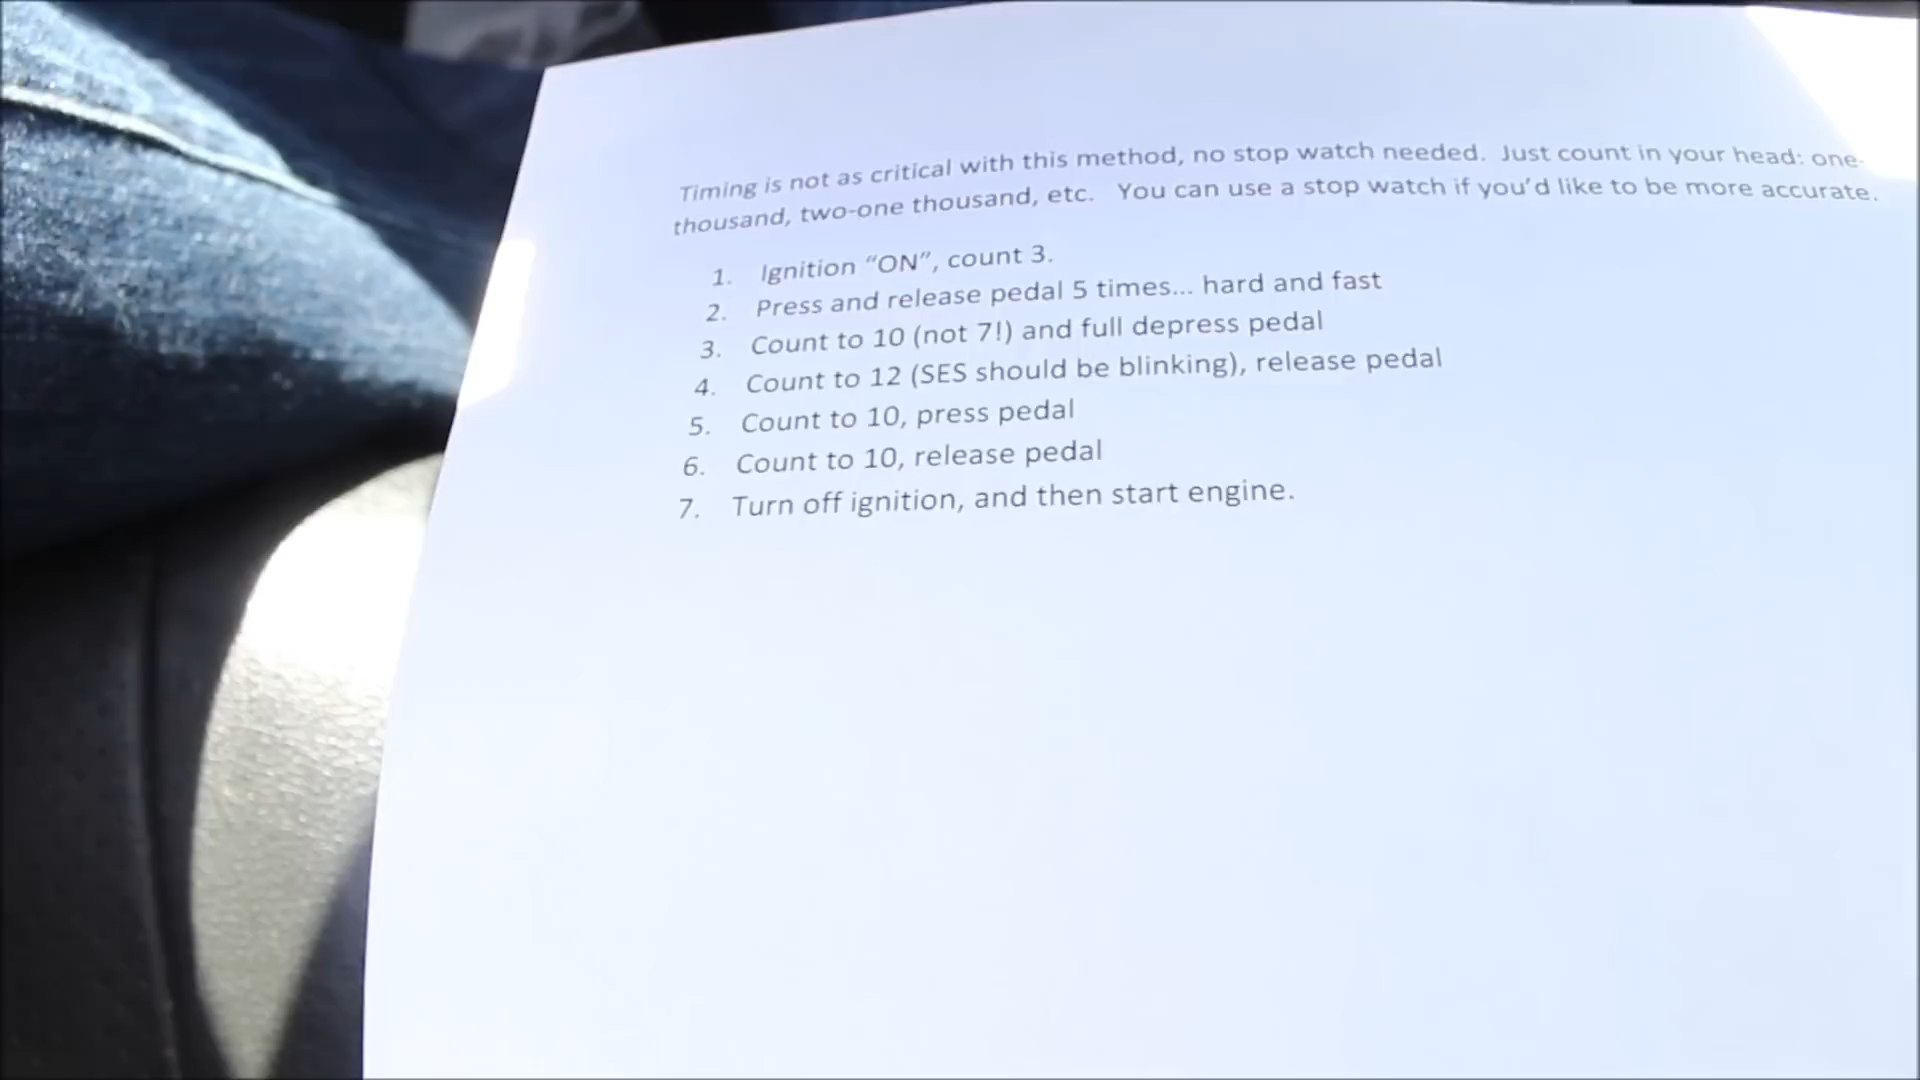 Timing is not as critical with this method, no stop watch needed.  Just count in your head: one-
thousand, two-one thousand, etc.  You can use a stop watch if you’d like to be more accurate.
1. Ignition “ON”, count 3.
2. Press and release pedal 5 times... hard and fast
3. Count to 10 (not 7!) and full depress pedal
4. Count to 12 (SES should be blinking), release pedal
5. Count to 10, press pedal
6. Count to 10, release pedal
7. Turn off ignition, and then start engine.